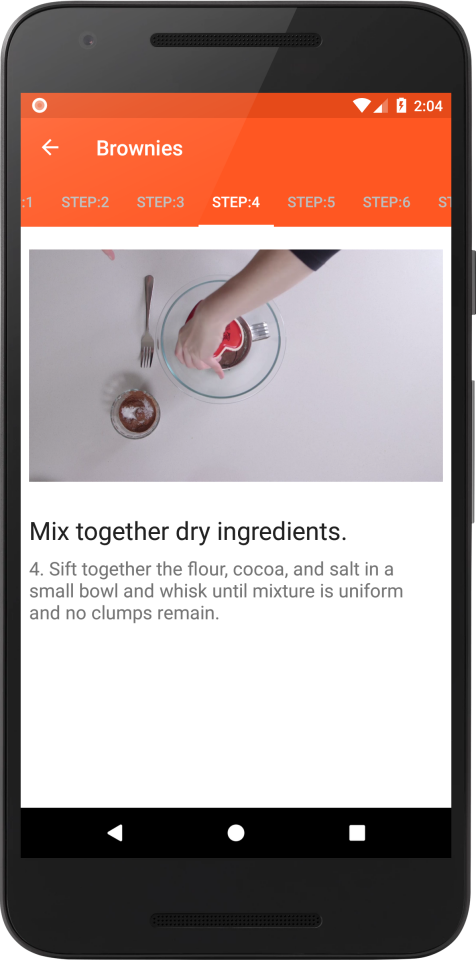 2:04
Brownies
:1 STEP:2 STEP:3 STEP:4 STEP:5 STEP:6 ST
Mix together dry ingredients.
4. Sift together the flour, cocoa, and salt in a
small bowl and whisk until mixture is uniform
and no clumps remain.